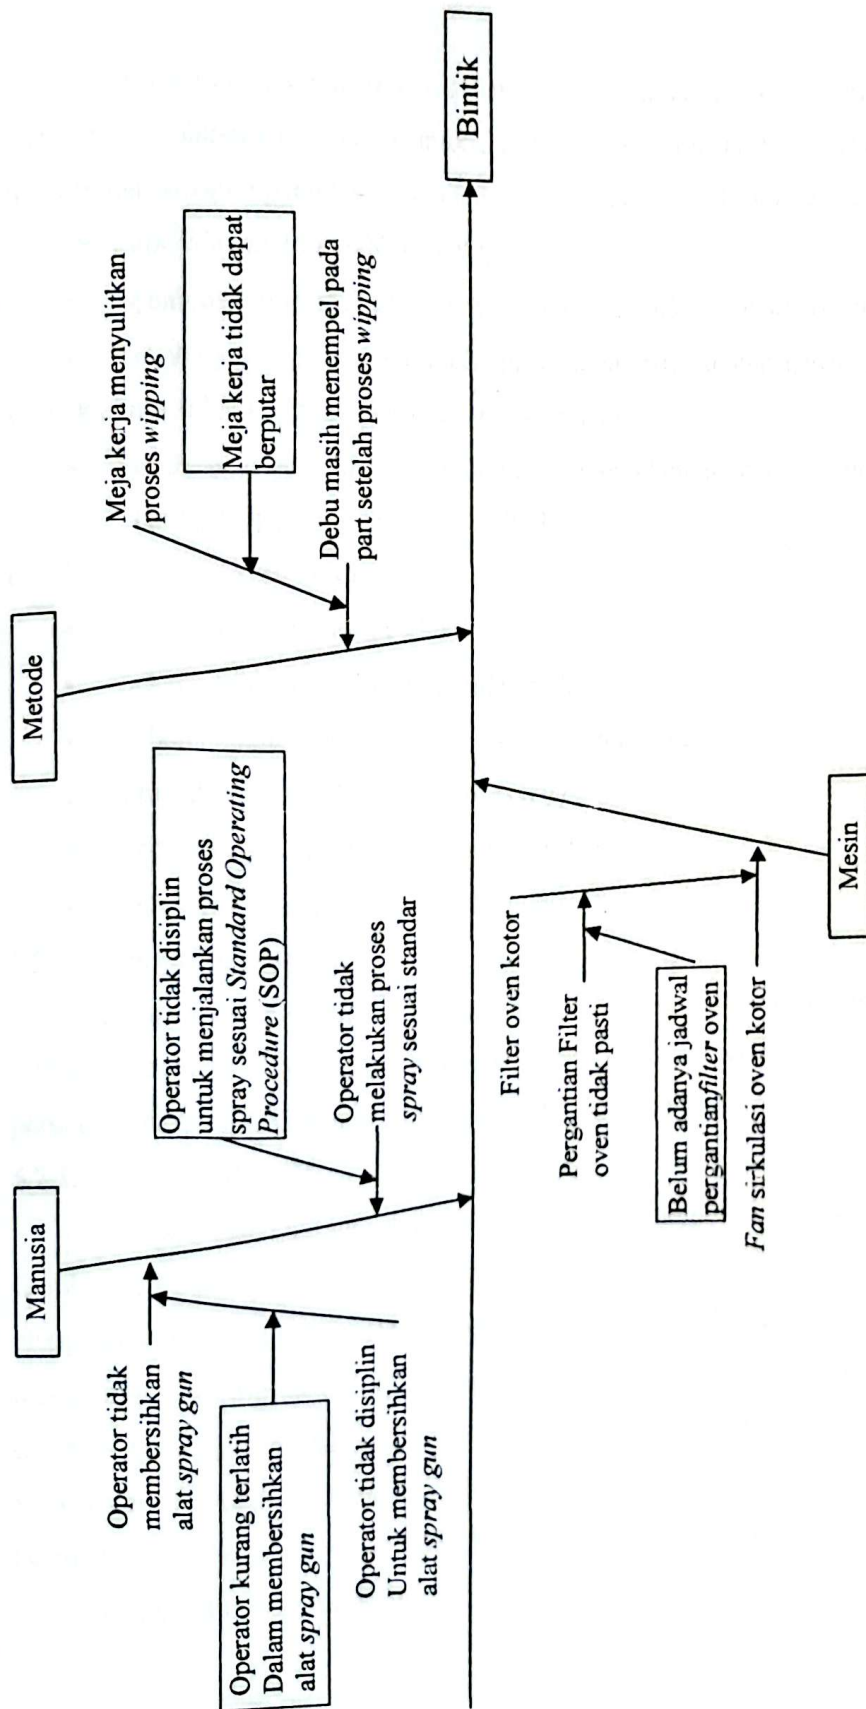 Manusia
Operator tidak
membersihkan
alat spray gun
Operator kurang terlatih
Dalam membersihkan
alat spray gun
Operator tidak disiplin
Untuk membersihkan
alat spray gun
Operator tidak disiplin
untuk menjalankan proses
spray sesuai Standard Operating
Procedure (SOP)
Operator tidak
melakukan proses
spray sesuai standar
Metode
Meja kerja menyulitkan
proses wipping
Meja kerja tidak dapat
berputar
Debu masih menempel pada
part setelah proses wipping
Bintik
Filter oven kotor
Pergantian Filter
oven tidak pasti
Belum adanya jadwal
pergantianfilter oven
Fan sirkulasi oven kotor
Mesin